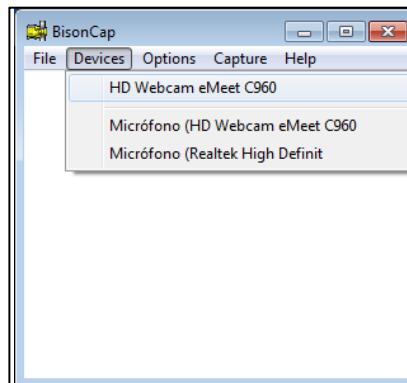 BisonCap
File Devices Options Capture Help
HD Webcam eMeet C960
Micrófono (HD Webcam eMeet C960
Micrófono (Realtek High Definit